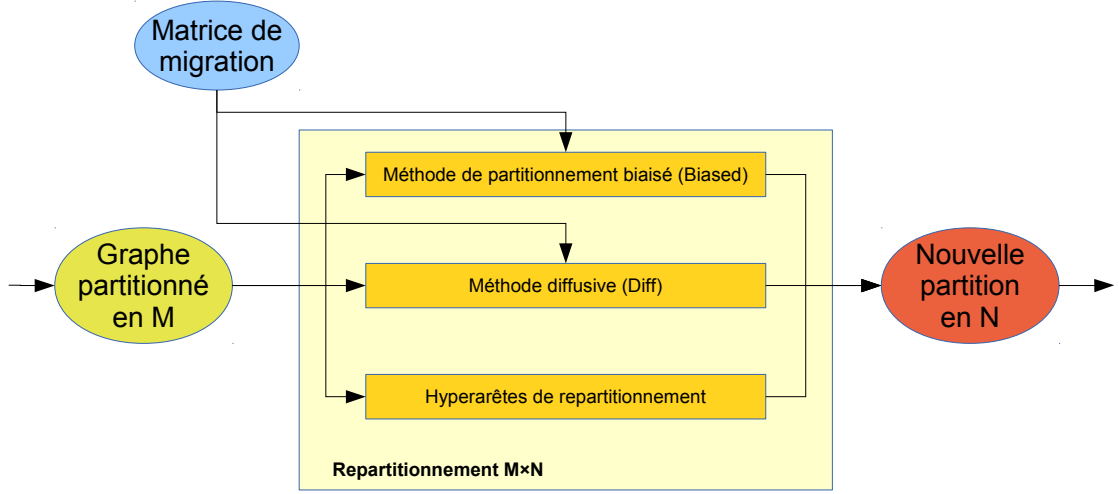 Matrice de
migration
Méthode de partitionnement biaisé (Biased)
Graphe
partitionné
en M
Méthode diffusive (Diff)
Nouvelle
partition
en N
Hyperarêtes de repartitionnement
Repartitionnement M×N